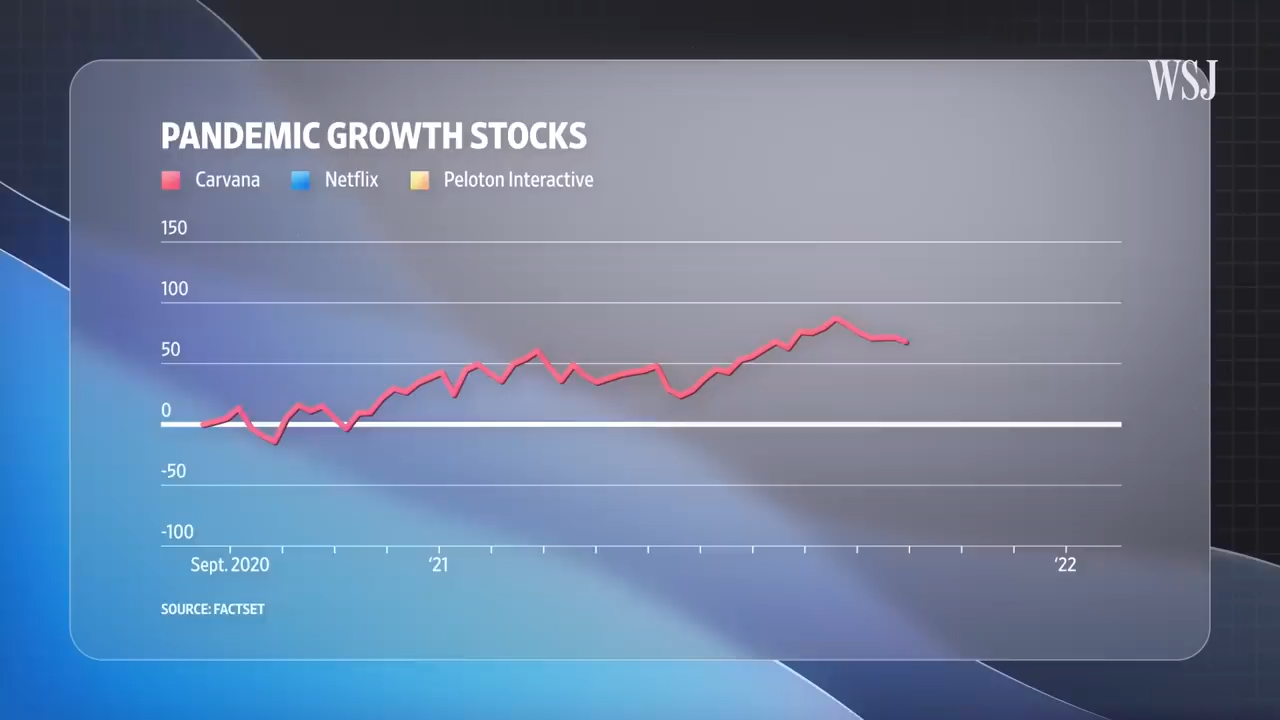 WSJ
PANDEMIC GROWTH STOCKS
Carvana Netflix Peloton Interactive
150
100
50
0
-50
-100
Sept. 2020 ‘21 ‘22
SOURCE: FACTSET